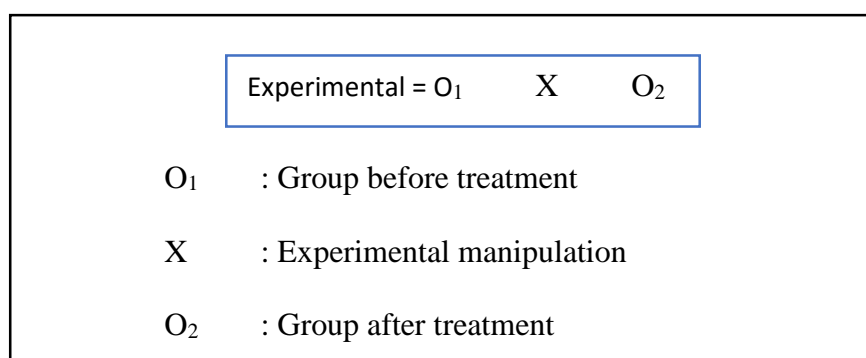 Experimental = O₁ X O₂
O₁ : Group before treatment
X : Experimental manipulation
O₂ : Group after treatment